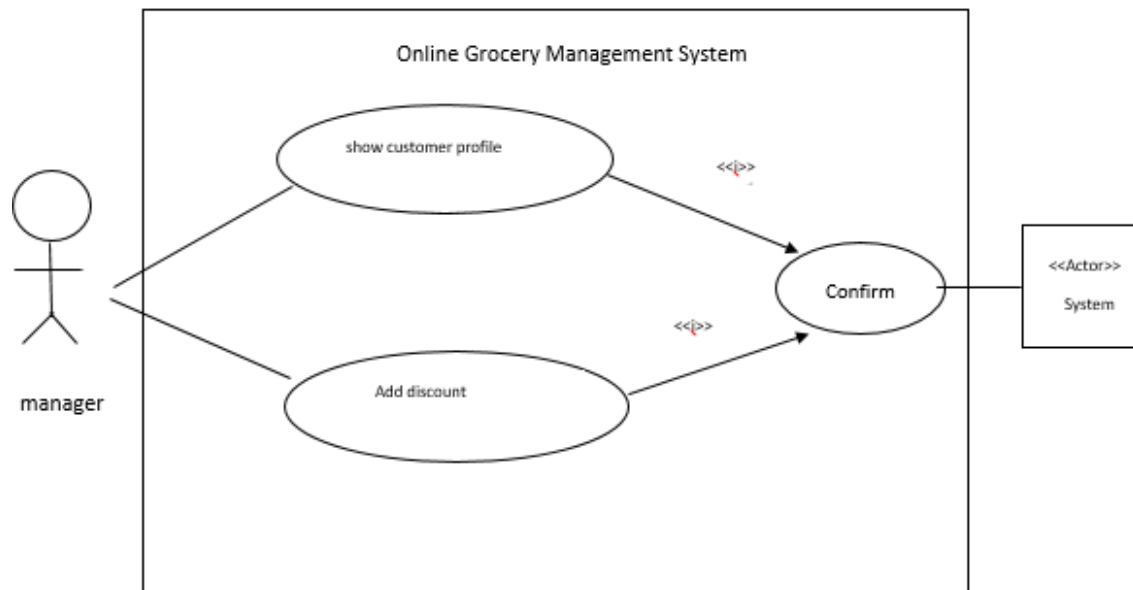 Online Grocery Management System
show customer profile
<<i>>
<<Actor>>
System
Confirm
<<i>>
Add discount
manager